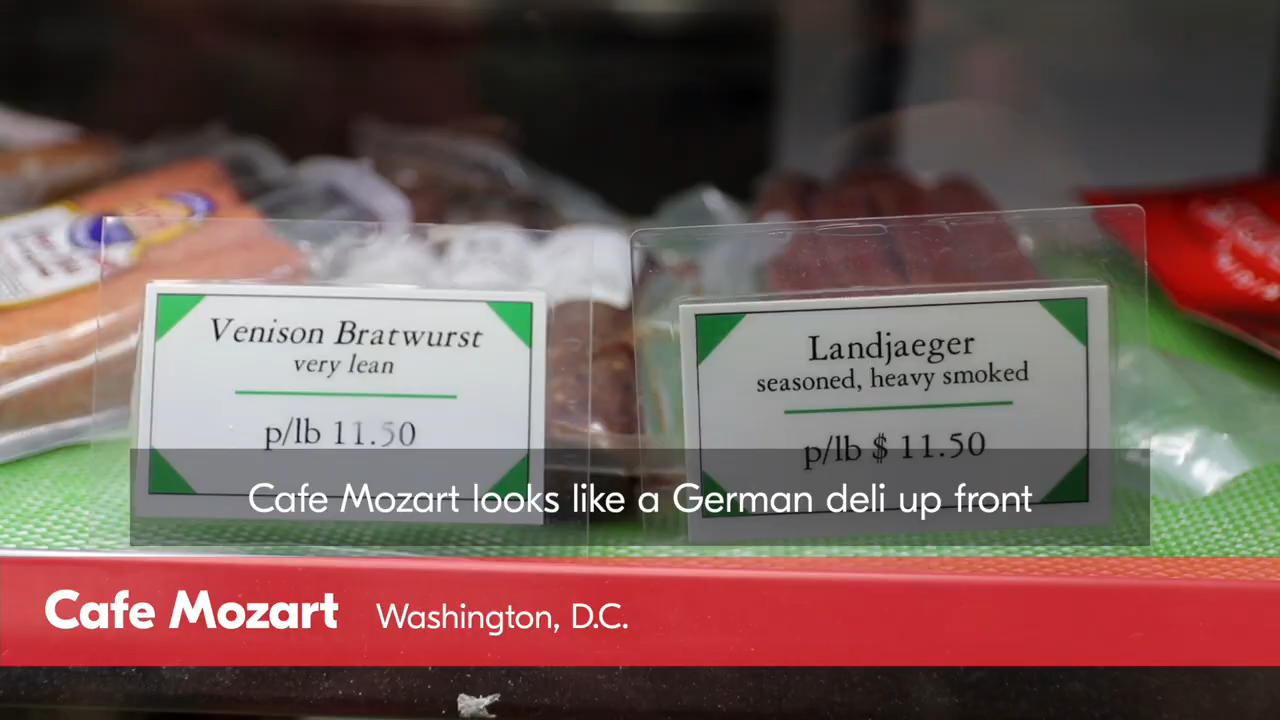 Venison Bratwurst
very lean
p/lb 11.50
Landjaeger
seasoned, heavy smoked
p/lb $ 11.50
Cafe Mozart looks like a German deli up front
Cafe Mozart Washington, D.C.